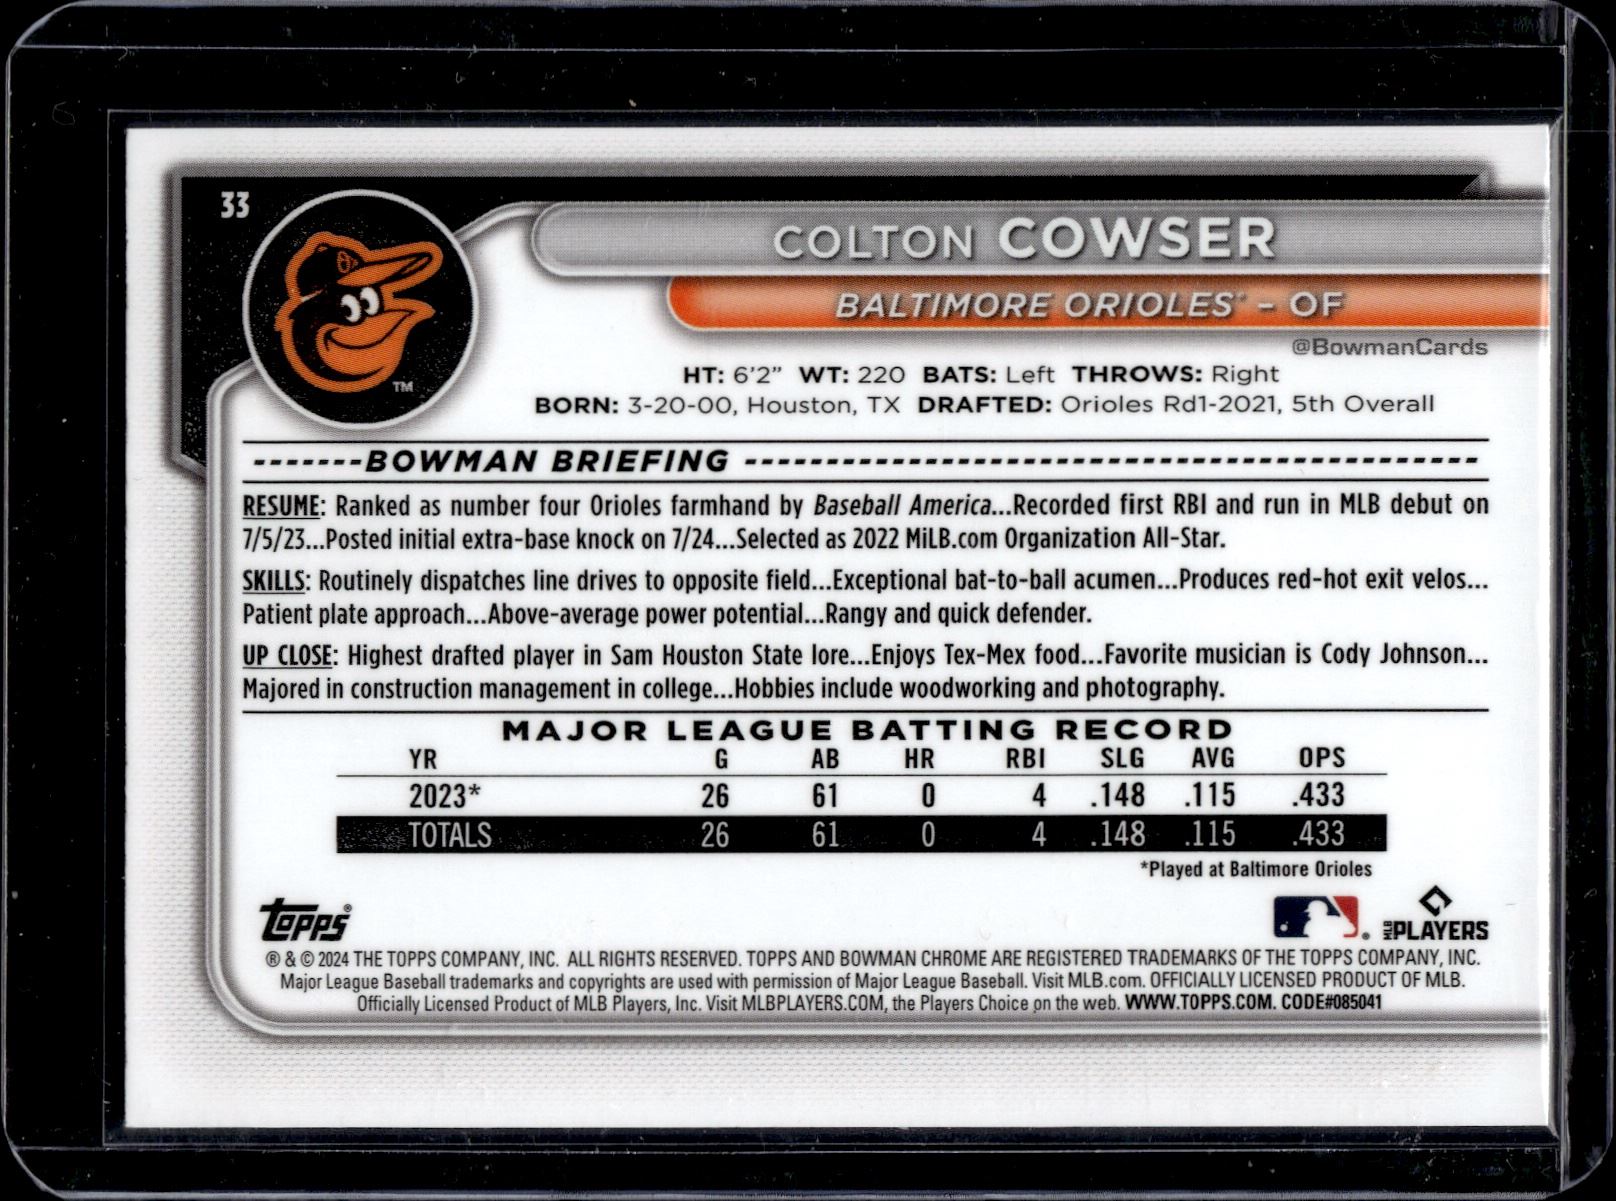 33
COLTON COWSER
BALTIMORE ORIOLES™ – OF
@BowmanCards
HT: 6'2" WT: 220 BATS: Left THROWS: Right
BORN: 3-20-00, Houston, TX DRAFTED: Orioles Rd1-2021, 5th Overall
TM
-------BOWMAN BRIEFING ----------------------------------------------
RESUME: Ranked as number four Orioles farmhand by Baseball America...Recorded first RBI and run in MLB debut on
7/5/23...Posted initial extra-base knock on 7/24...Selected as 2022 MiLB.com Organization All-Star.
SKILLS: Routinely dispatches line drives to opposite field...Exceptional bat-to-ball acumen...Produces red-hot exit velos...
Patient plate approach...Above-average power potential...Rangy and quick defender.
UP CLOSE: Highest drafted player in Sam Houston State lore...Enjoys Tex-Mex food...Favorite musician is Cody Johnson...
Majored in construction management in college...Hobbies include woodworking and photography.
MAJOR LEAGUE BATTING RECORD
YR G AB HR RBI SLG AVG OPS
2023* 26 61 0 4 .148 .115 .433
TOTALS 26 61 0 4 .148 .115 .433
*Played at Baltimore Orioles
topps®
® MLB PLAYERS
® & © 2024 THE TOPPS COMPANY, INC. ALL RIGHTS RESERVED. TOPPS AND BOWMAN CHROME ARE REGISTERED TRADEMARKS OF THE TOPPS COMPANY, INC.
Major League Baseball trademarks and copyrights are used with permission of Major League Baseball. Visit MLB.com. OFFICIALLY LICENSED PRODUCT OF MLB.
Officially Licensed Product of MLB Players, Inc. Visit MLBPLAYERS.COM, the Players Choice on the web. WWW.TOPPS.COM. CODE#085041